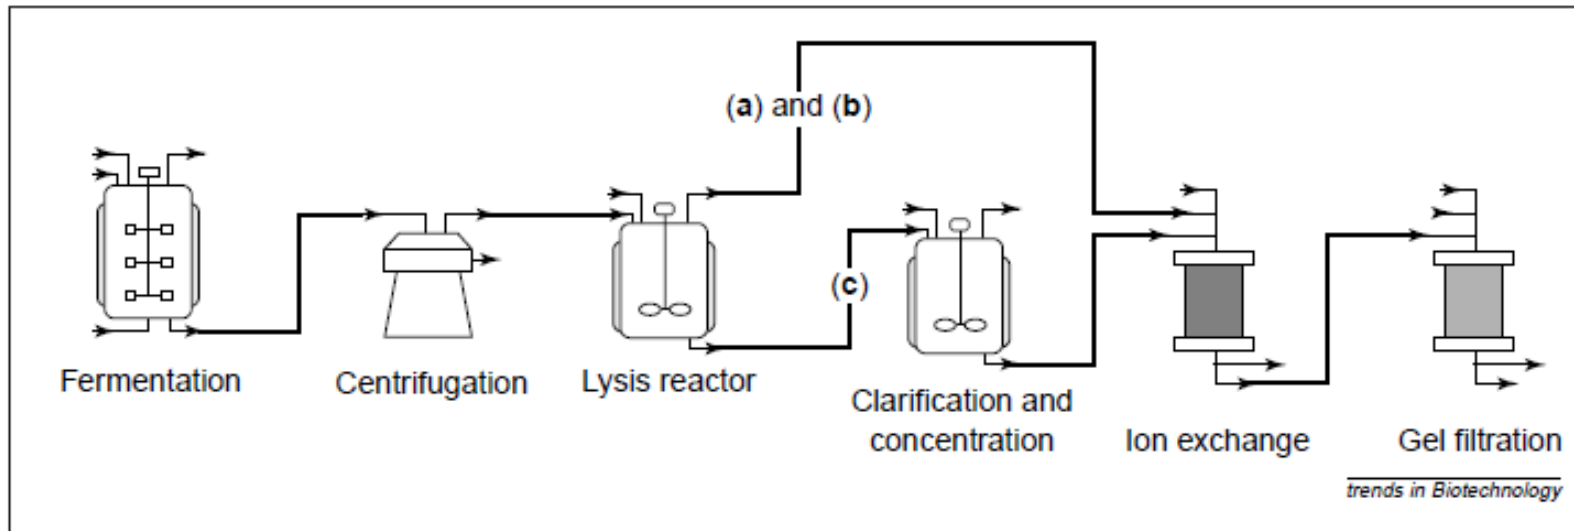 (a) and (b)
(c)
Fermentation
Centrifugation
Lysis reactor
Clarification and
concentration
Ion exchange
Gel filtration
trends in Biotechnology